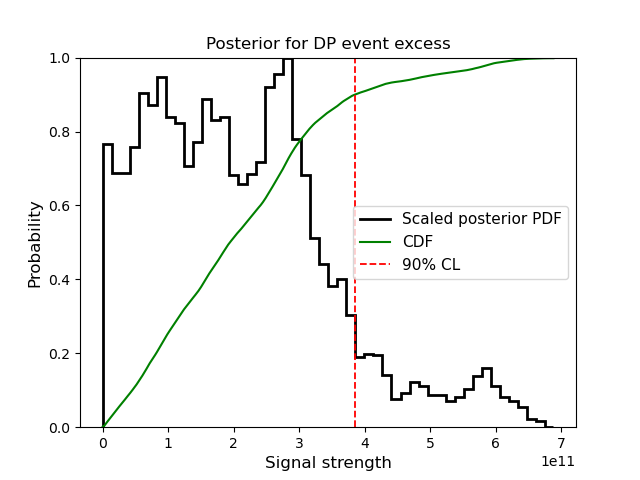 Posterior for DP event excess
Probability
1.0
0.8
0.6
0.4
0.2
0.0
Scaled posterior PDF
CDF
90% CL
0 1 2 3 4 5 6 7
1e11
Signal strength